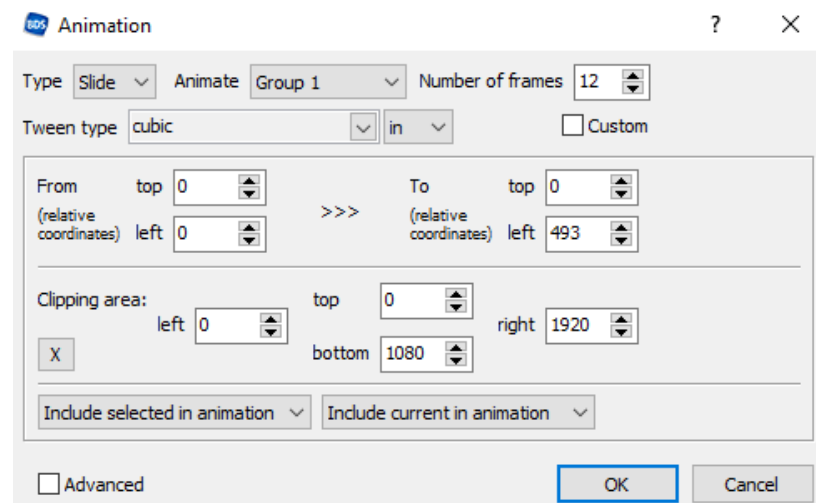 BDS Animation ? X
Type Slide Animate Group 1 Number of frames 12
Tween type cubic in Custom
From top 0 To top 0
(relative coordinates) left 0 >>> (relative coordinates) left 493
Clipping area: top 0
left 0 right 1920
X bottom 1080
Include selected in animation Include current in animation
Advanced OK Cancel